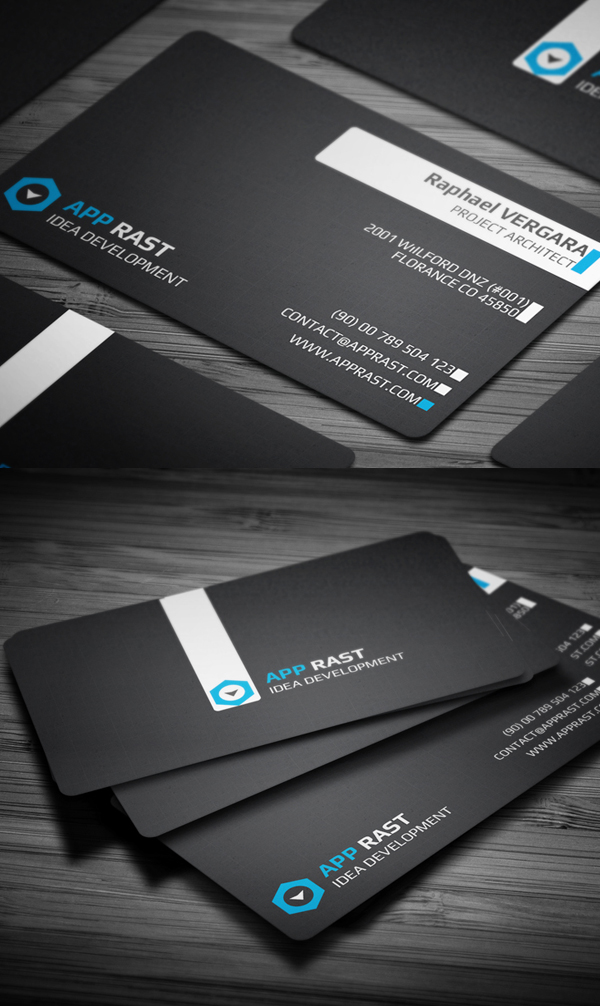 IDE
Raphael VERGARA
PROJECT ARCHITECT
APP RAST
IDEA DEVELOPMENT
2001 WILFORD DNZ (#001)
FLORANCE CO 45850
(90) 00 789 504 123
CONTACT@APPRAST.COM
WWW.APPRAST.COM
APP RAST
IDEA DEVELOPMENT
(90) 00 789 504 123
CONTACT@APPRAST.COM
WWW.APPRAST.COM
APP RAST
IDEA DEVELOPMENT